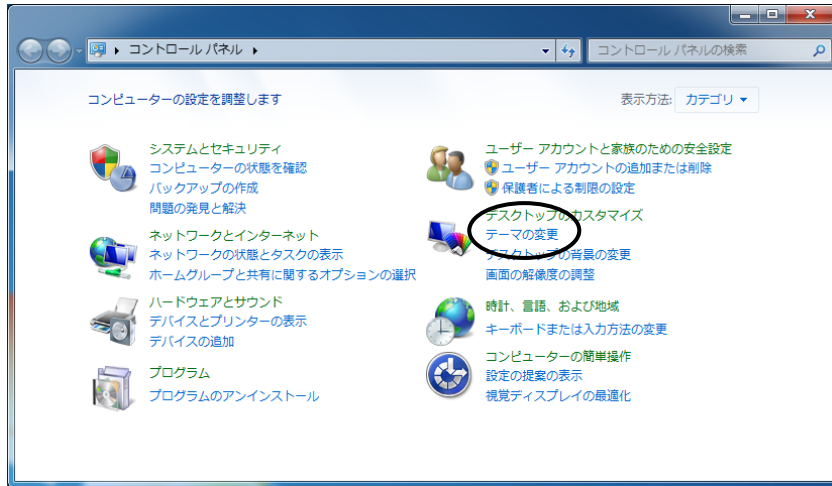 コントロール パネル
コントロール パネルの検索
コンピューターの設定を調整します
表示方法: カテゴリ
システムとセキュリティ
コンピューターの状態を確認
バックアップの作成
問題の発見と解決
ネットワークとインターネット
ネットワークの状態とタスクの表示
ホームグループと共有に関するオプションの選択
ハードウェアとサウンド
デバイスとプリンターの表示
デバイスの追加
プログラム
プログラムのアンインストール
ユーザー アカウントと家族のための安全設定
ユーザー アカウントの追加または削除
保護者による制限の設定
デスクトップのカスタマイズ
テーマの変更
デスクトップの背景の変更
画面の解像度の調整
時計、言語、および地域
キーボードまたは入力方法の変更
コンピューターの簡単操作
設定の提案の表示
視覚ディスプレイの最適化